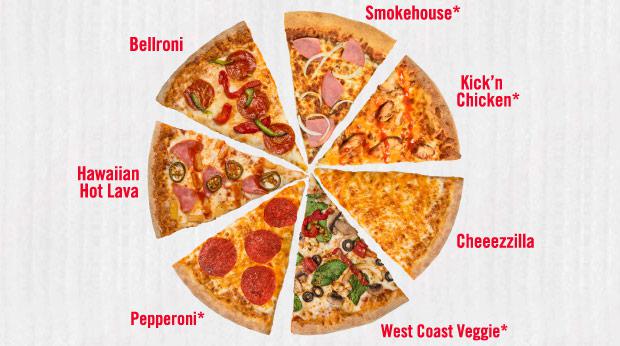 Smokehouse*
Bellroni
Kick'n
Chicken*
Hawaiian
Hot Lava
Cheeezzilla
Pepperoni*
West Coast Veggie*